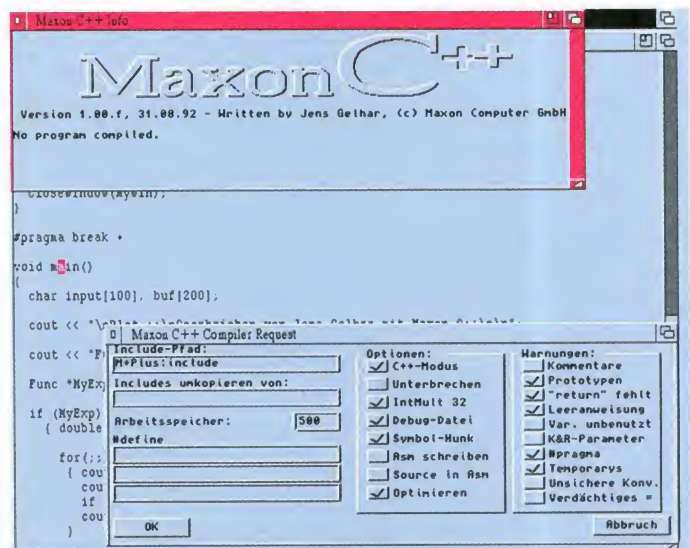 Maxon C++ Info
Maxon C++
Version 1.00.f, 31.08.92 - Written by Jens Gelhar, (c) Maxon Computer GmbH
No program compiled.
CloseWindow(MyWin);
}
#pragma break +
void main()
{
char input[100], buf[200];
cout <<
Maxon C++ Compiler Request
cout <<
Func *MyExp
if (MyExp)
{ double
for(;;
{ cou
cou
if
cou
}
Include-Pfad:
M+Plus:include
Includes umkopieren von:
Arbeitsspeicher: 500
#define
OK
Optionen:
C++-Modus
Unterbrechen
IntMult 32
Debug-Datei
Symbol-Hunk
Asm schreiben
Source in Asm
Optimieren
Warnungen:
Kommentare
Prototypen
"return" fehlt
Leeranweisung
Var. unbenutzt
K&R-Parameter
#pragma
Temporarys
Unsichere Konv.
Verdächtiges =
Abbruch